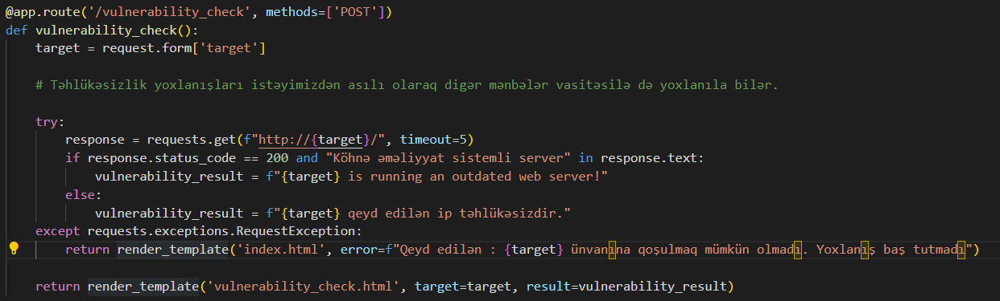 @app.route('/vulnerability_check', methods=['POST'])
def vulnerability_check():
    target = request.form['target']
    # Təhlükəsizlik yoxlanışları istəyimizdən asılı olaraq digər mənbələr vasitəsilə də yoxlanıla bilər.
    try:
        response = requests.get(f"http://{target}/", timeout=5)
        if response.status_code == 200 and "Köhnə əməliyyat sistemli server" in response.text:
            vulnerability_result = f"{target} is running an outdated web server!"
        else:
            vulnerability_result = f"{target} qeyd edilən ip təhlükəsizdir."
    except requests.exceptions.RequestException:
        return render_template('index.html', error=f"Qeyd edilən : {target} ünvanına qoşulmaq mümkün olmadı. Yoxlanış baş tutmadı")
    return render_template('vulnerability_check.html', target=target, result=vulnerability_result)